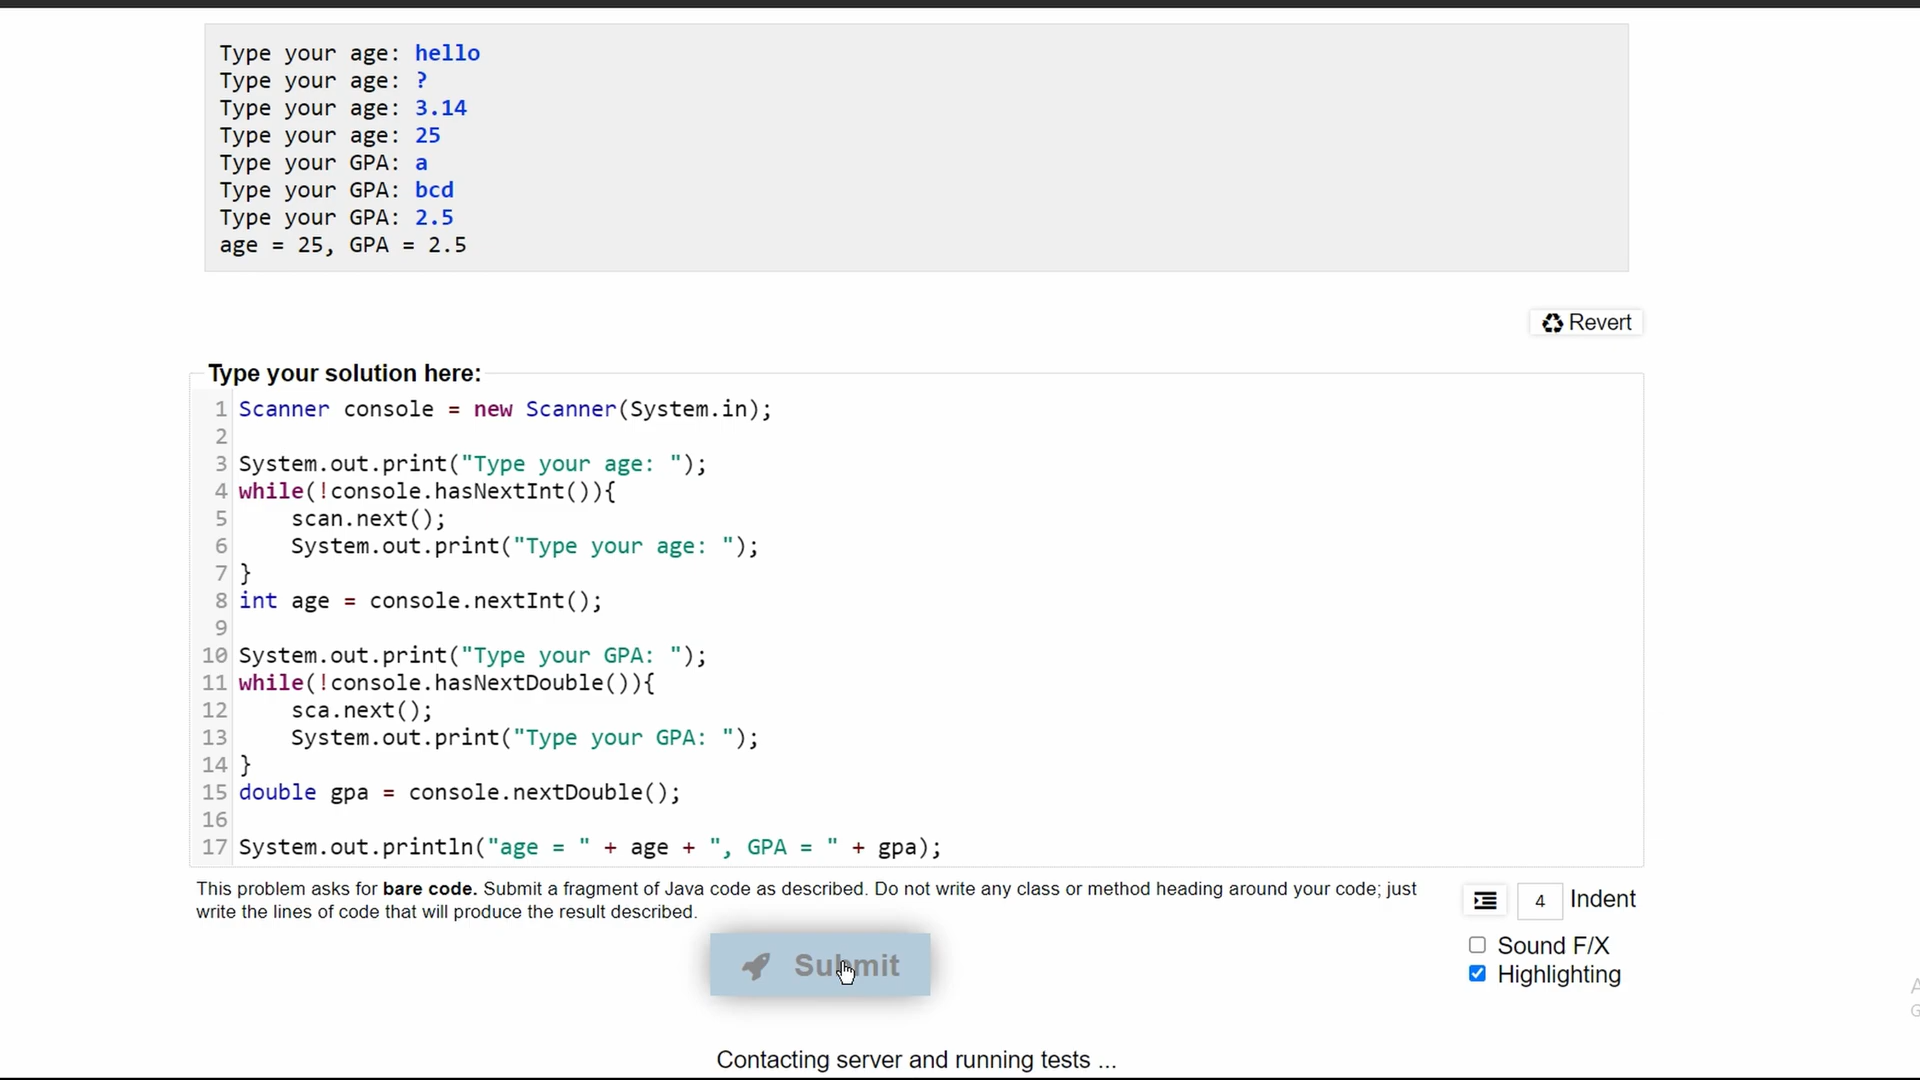 Type your age: hello
Type your age: ?
Type your age: 3.14
Type your age: 25
Type your GPA: a
Type your GPA: bcd
Type your GPA: 2.5
age = 25, GPA = 2.5
Revert
Type your solution here:
1 Scanner console = new Scanner(System.in);
2
3 System.out.print("Type your age: ");
4 while(!console.hasNextInt()){
5     scan.next();
6     System.out.print("Type your age: ");
7 }
8 int age = console.nextInt();
9
10 System.out.print("Type your GPA: ");
11 while(!console.hasNextDouble()){
12     sca.next();
13     System.out.print("Type your GPA: ");
14 }
15 double gpa = console.nextDouble();
16
17 System.out.println("age = " + age + ", GPA = " + gpa);
This problem asks for bare code. Submit a fragment of Java code as described. Do not write any class or method heading around your code; just
write the lines of code that will produce the result described.
4 Indent
Submit
Sound F/X
Highlighting
Contacting server and running tests ...